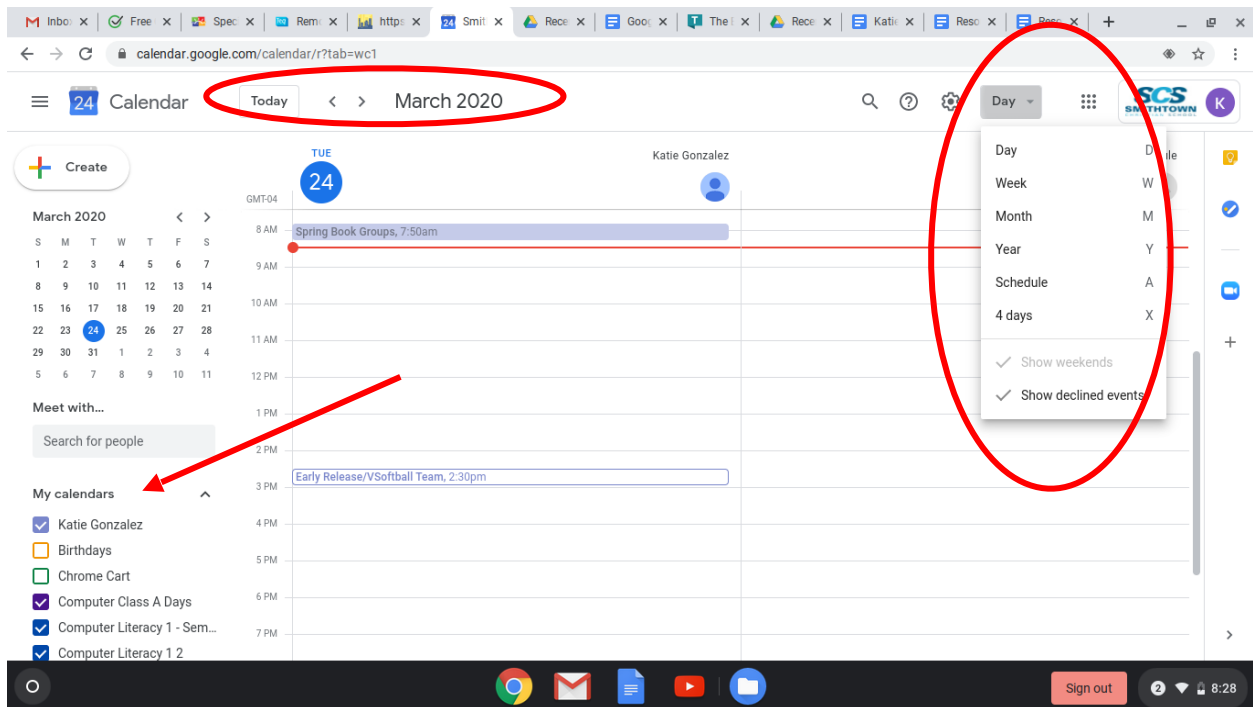 Inbo
Free
Spec
Rem
https
Smit
Rece
Goog
The
Rece
Katie
Reso
calendar.google.com/calendar/r?tab=wc1
24 Calendar
Today
March 2020
Day
SCS
SMITHTOWN
K
Create
March 2020
S M T W T F S
1 2 3 4 5 6 7
8 9 10 11 12 13 14
15 16 17 18 19 20 21
22 23 24 25 26 27 28
29 30 31 1 2 3 4
5 6 7 8 9 10 11
Meet with...
Search for people
My calendars
Katie Gonzalez
Birthdays
Chrome Cart
Computer Class A Days
Computer Literacy 1 - Sem...
Computer Literacy 1 2
TUE
24
Katie Gonzalez
GMT-04
8 AM
Spring Book Groups, 7:50am
9 AM
10 AM
11 AM
12 PM
1 PM
2 PM
Early Release/VSoftball Team, 2:30pm
3 PM
4 PM
5 PM
6 PM
7 PM
Day D
Week W
Month M
Year Y
Schedule A
4 days X
Show weekends
Show declined events
Sign out
2
8:28